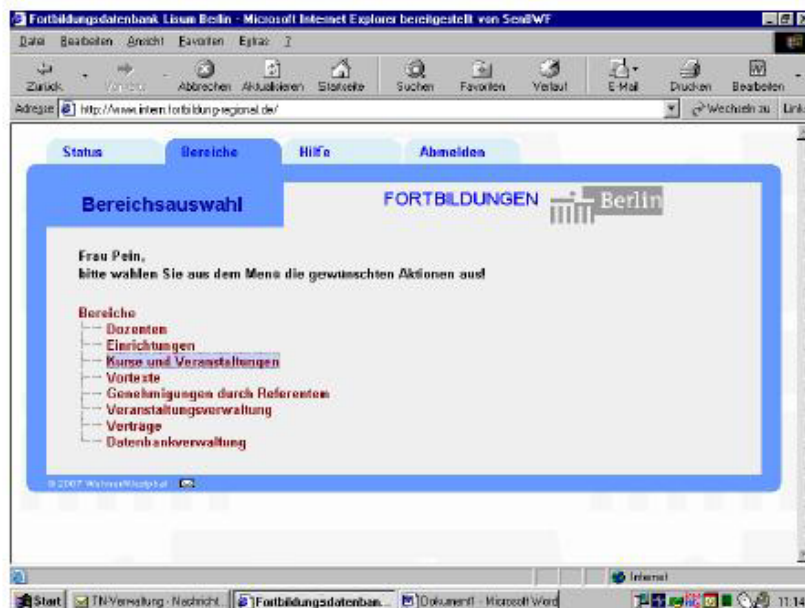 Fortbildungsdatenbank Lisum Berlin - Microsoft Internet Explorer bereitgestellt von SenBWF
Datei Bearbeiten Ansicht Favoriten Extras ?
Zurück Vorwärts Abbrechen Aktualisieren Startseite Suchen Favoriten Verlauf E-Mail Drucken Bearbeiten
Adresse http://www.intern.fortbildung-regional.de/ Wechseln zu Links
Status Bereiche Hilfe Abmelden
Bereichsauswahl FORTBILDUNGEN Berlin
Frau Pein,
bitte wählen Sie aus dem Menü die gewünschten Aktionen aus!
Bereiche
Dozenten
Einrichtungen
Kurse und Veranstaltungen
Vortexte
Genehmigungen durch Referenten
Veranstaltungsverwaltung
Verträge
Datenbankverwaltung
© 2007
Internet
Start TN-Verwaltung - Nachricht... Fortbildungsdatenban... Dokument1 - Microsoft Word